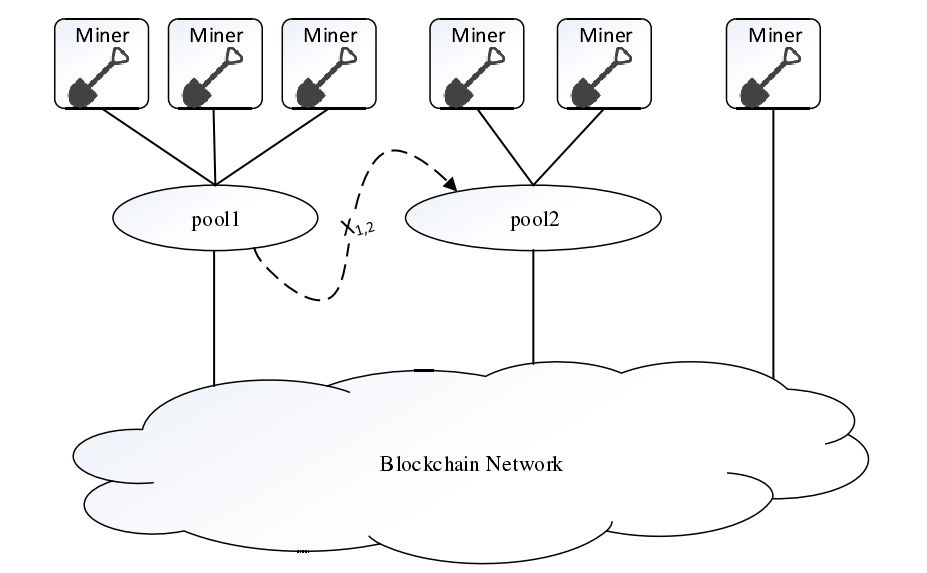 Miner
Miner
Miner
Miner
Miner
Miner
pool1
pool2
X1,2
Blockchain Network